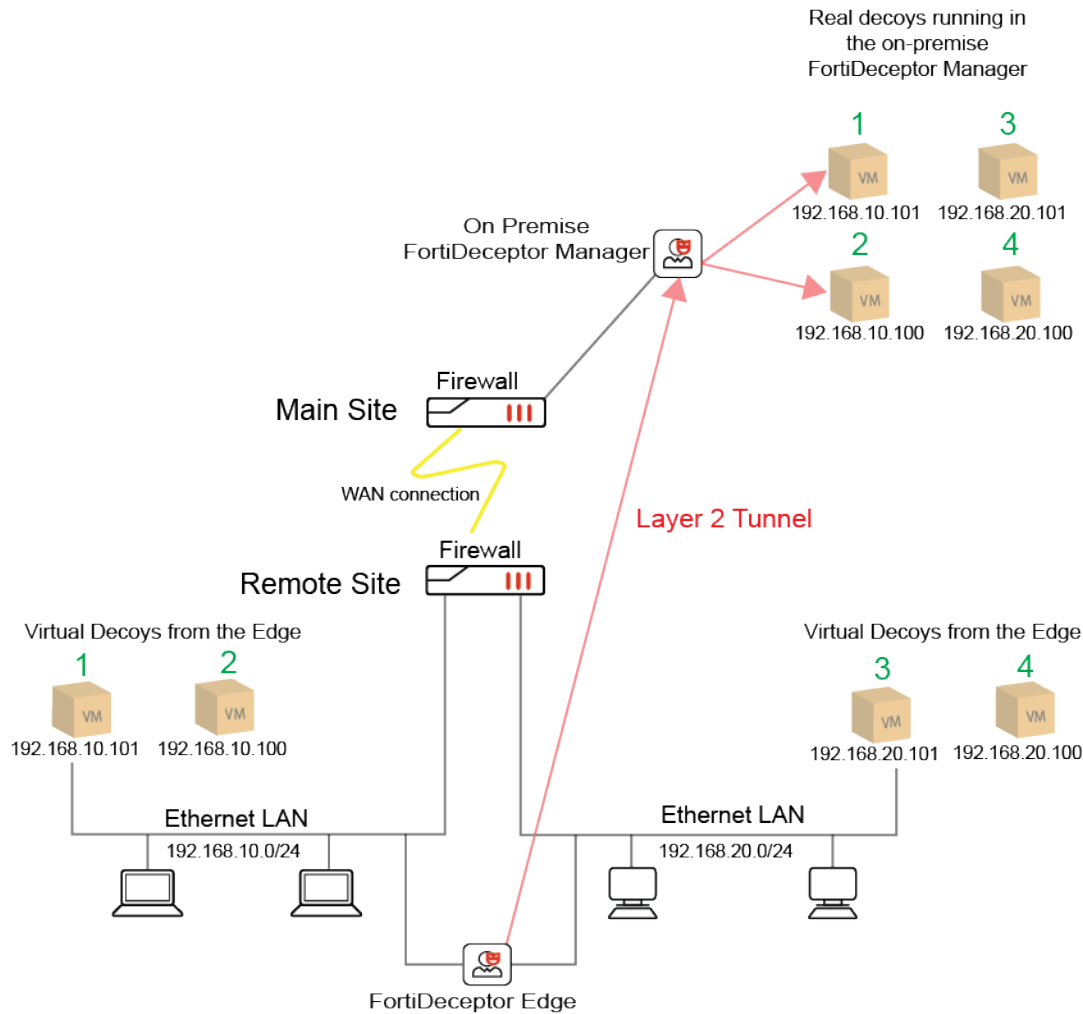 Real decoys running in
the on-premise
FortiDeceptor Manager
1
3
VM
VM
192.168.10.101
192.168.20.101
On Premise
FortiDeceptor Manager
2
4
VM
VM
192.168.10.100
192.168.20.100
Firewall
Main Site
WAN connection
Layer 2 Tunnel
Firewall
Remote Site
Virtual Decoys from the Edge
1
2
VM
VM
192.168.10.101
192.168.10.100
Virtual Decoys from the Edge
3
4
VM
VM
192.168.20.101
192.168.20.100
Ethernet LAN
192.168.10.0/24
Ethernet LAN
192.168.20.0/24
FortiDeceptor Edge